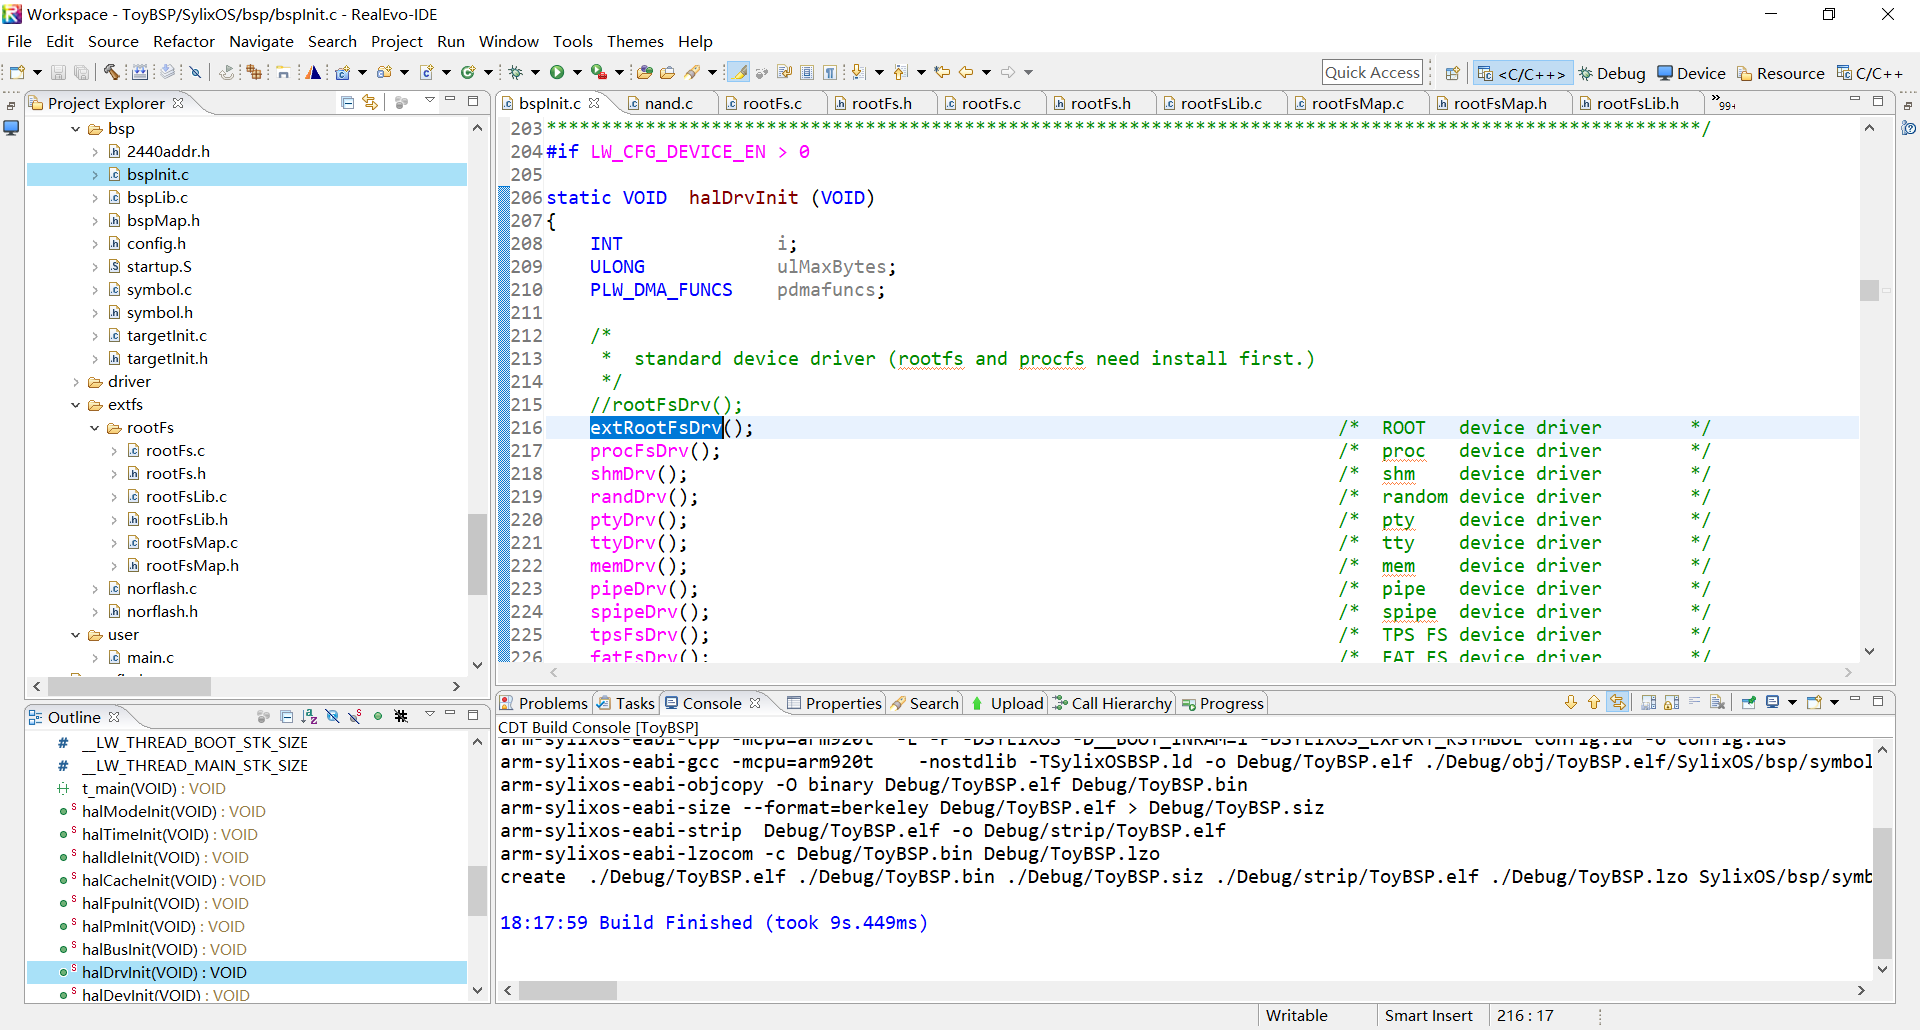 Workspace - ToyBSP/SylixOS/bsp/bspInit.c - RealEvo-IDE
File Edit Source Refactor Navigate Search Project Run Window Tools Themes Help
Quick Access <C/C++> Debug Device Resource C/C++
Project Explorer
bsp
2440addr.h
bspInit.c
bspLib.c
bspMap.h
config.h
startup.S
symbol.c
symbol.h
targetInit.c
targetInit.h
driver
extfs
rootFs
rootFs.c
rootFs.h
rootFsLib.c
rootFsLib.h
rootFsMap.c
rootFsMap.h
norflash.c
norflash.h
user
main.c
bspInit.c nand.c rootFs.c rootFs.h rootFs.c rootFs.h rootFsLib.c rootFsMap.c rootFsMap.h rootFsLib.h »99+
203 *********************************************************************************************************/
204 #if LW_CFG_DEVICE_EN > 0
205
206 static VOID  halDrvInit (VOID)
207 {
208     INT              i;
209     ULONG            ulMaxBytes;
210     PLW_DMA_FUNCS    pdmafuncs;
211
212     /*
213      *  standard device driver (rootfs and procfs need install first.)
214      */
215     //rootFsDrv();
216     extRootFsDrv(); /*  ROOT   device driver        */
217     procFsDrv(); /*  proc   device driver        */
218     shmDrv(); /*  shm    device driver        */
219     randDrv(); /*  random device driver        */
220     ptyDrv(); /*  pty    device driver        */
221     ttyDrv(); /*  tty    device driver        */
222     memDrv(); /*  mem    device driver        */
223     pipeDrv(); /*  pipe   device driver        */
224     spipeDrv(); /*  spipe  device driver        */
225     tpsFsDrv(); /*  TPS FS device driver        */
226     fatFsDrv(); /*  FAT FS device driver        */
Outline
# __LW_THREAD_BOOT_STK_SIZE
# __LW_THREAD_MAIN_STK_SIZE
t_main(VOID) : VOID
S halModeInit(VOID) : VOID
S halTimeInit(VOID) : VOID
S halIdleInit(VOID) : VOID
S halCacheInit(VOID) : VOID
S halFpuInit(VOID) : VOID
S halPmInit(VOID) : VOID
S halBusInit(VOID) : VOID
S halDrvInit(VOID) : VOID
S halDevInit(VOID) : VOID
Problems Tasks Console Properties Search Upload Call Hierarchy Progress
CDT Build Console [ToyBSP]
arm-sylixos-eabi-cpp -mcpu=arm920t  -E -P -DSYLIXOS -D__BOOT_INRAM=1 -DSYLIXOS_EXPORT_KSYMBOL config.ld -o config.lds
arm-sylixos-eabi-gcc -mcpu=arm920t    -nostdlib -TSylixOSBSP.ld -o Debug/ToyBSP.elf ./Debug/obj/ToyBSP.elf/SylixOS/bsp/symbol
arm-sylixos-eabi-objcopy -O binary Debug/ToyBSP.elf Debug/ToyBSP.bin
arm-sylixos-eabi-size --format=berkeley Debug/ToyBSP.elf > Debug/ToyBSP.siz
arm-sylixos-eabi-strip  Debug/ToyBSP.elf -o Debug/strip/ToyBSP.elf
arm-sylixos-eabi-lzocom -c Debug/ToyBSP.bin Debug/ToyBSP.lzo
create  ./Debug/ToyBSP.elf ./Debug/ToyBSP.bin ./Debug/ToyBSP.siz ./Debug/strip/ToyBSP.elf ./Debug/ToyBSP.lzo SylixOS/bsp/symb
18:17:59 Build Finished (took 9s.449ms)
Writable Smart Insert 216 : 17